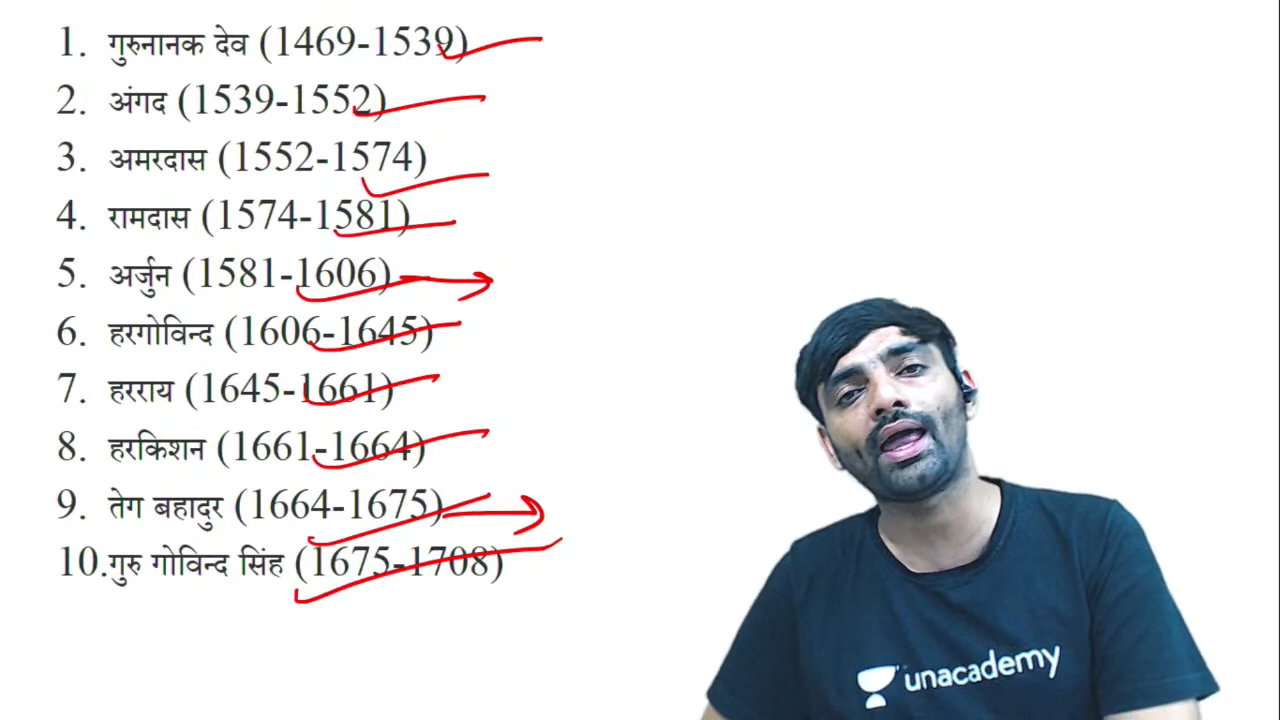 1. गुरुनानक देव (1469-1539)
2. अंगद (1539-1552)
3. अमरदास (1552-1574)
4. रामदास (1574-1581)
5. अर्जुन (1581-1606)
6. हरगोविन्द (1606-1645)
7. हरराय (1645-1661)
8. हरकिशन (1661-1664)
9. तेग बहादुर (1664-1675)
10.गुरु गोविन्द सिंह (1675-1708)
unacademy